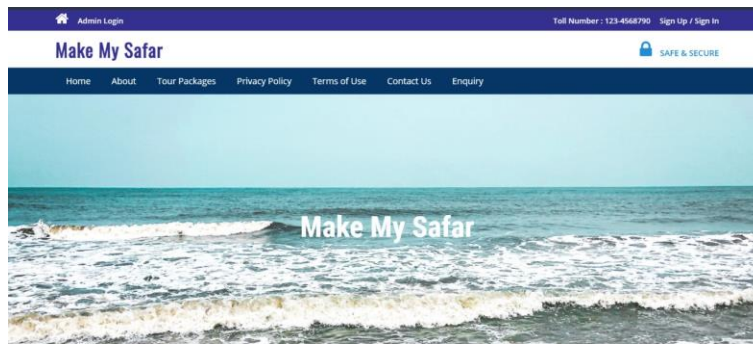 Admin Login Toll Number : 123-4568790 Sign Up / Sign In
Make My Safar SAFE & SECURE
Home About Tour Packages Privacy Policy Terms of Use Contact Us Enquiry
Make My Safar